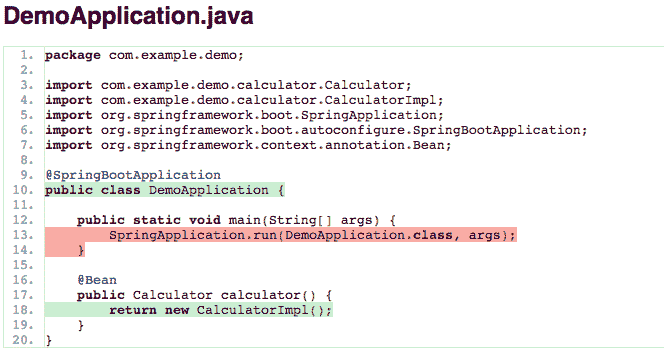 DemoApplication.java
1. package com.example.demo;
2.
3. import com.example.demo.calculator.Calculator;
4. import com.example.demo.calculator.CalculatorImpl;
5. import org.springframework.boot.SpringApplication;
6. import org.springframework.boot.autoconfigure.SpringBootApplication;
7. import org.springframework.context.annotation.Bean;
8.
9. @SpringBootApplication
10. public class DemoApplication {
11.
12.     public static void main(String[] args) {
13.         SpringApplication.run(DemoApplication.class, args);
14.     }
15.
16.     @Bean
17.     public Calculator calculator() {
18.         return new CalculatorImpl();
19.     }
20. }